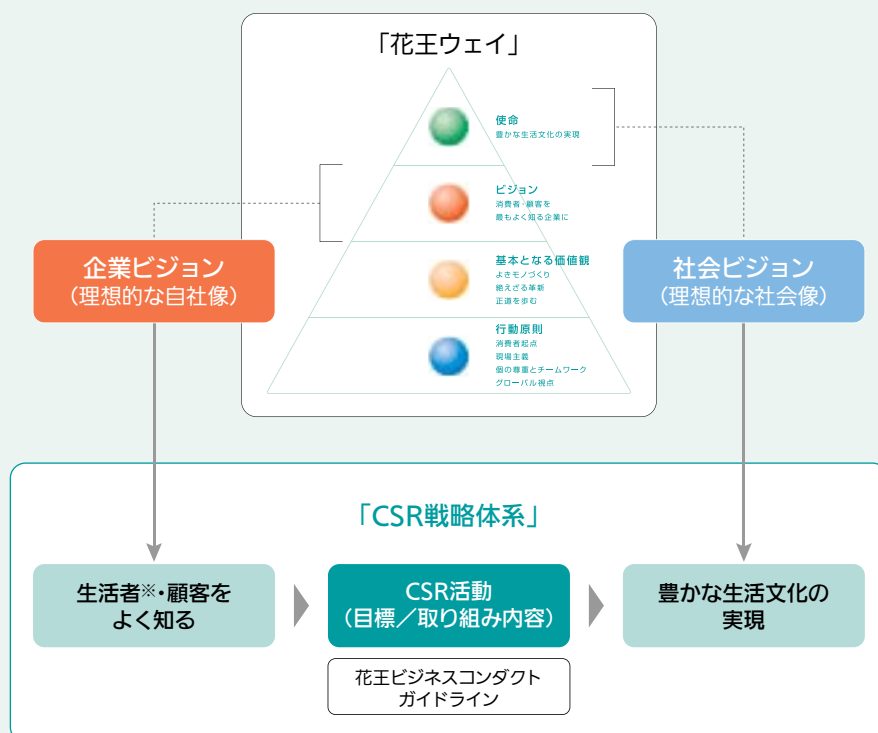 「花王ウェイ」
使命
豊かな生活文化の実現
ビジョン
消費者・顧客を
最もよく知る企業に
企業ビジョン
（理想的な自社像）
基本となる価値観
よきモノづくり
絶えざる革新
正道を歩む
社会ビジョン
（理想的な社会像）
行動原則
消費者起点
現場主義
個の尊重とチームワーク
グローバル視点
「CSR戦略体系」
生活者※・顧客を
よく知る
CSR活動
（目標／取り組み内容）
豊かな生活文化の
実現
花王ビジネスコンダクト
ガイドライン